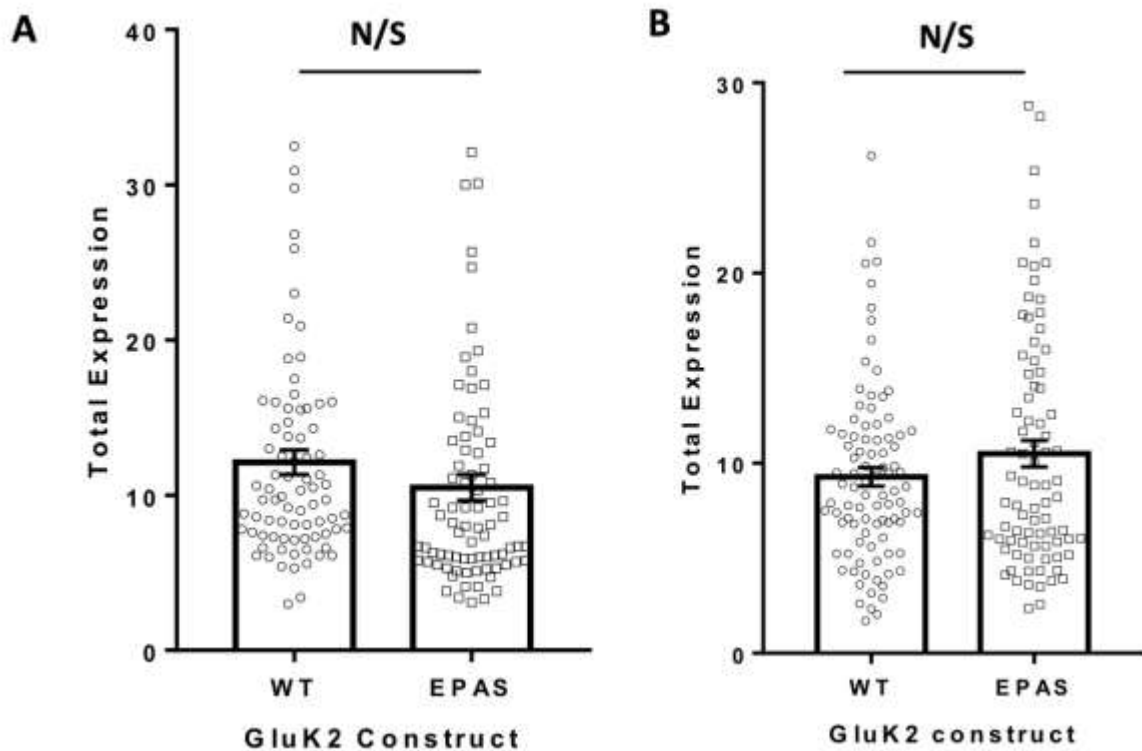 A
N/S
Total Expression
40
30
20
10
0
WT EPAS
GluK2 Construct
B
N/S
Total Expression
30
20
10
0
WT EPAS
GluK2 construct